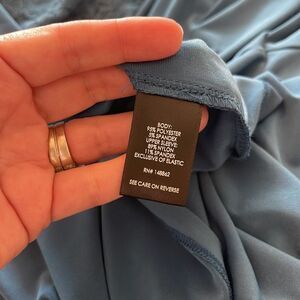 BODY:
95% POLYESTER
5% SPANDEX
UPPER SLEEVE:
89% NYLON
11% SPANDEX
EXCLUSIVE OF ELASTIC
RN# 148862
SEE CARE ON REVERSE